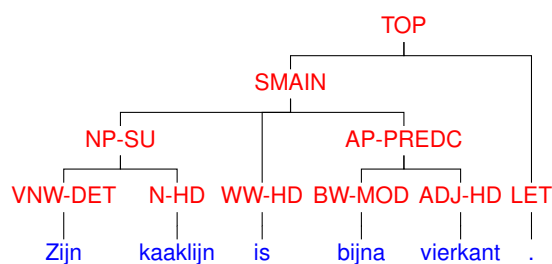 TOP
SMAIN
NP-SU AP-PREDC
VNW-DET N-HD WW-HD BW-MOD ADJ-HD LET
Zijn kaaklijn is bijna vierkant .